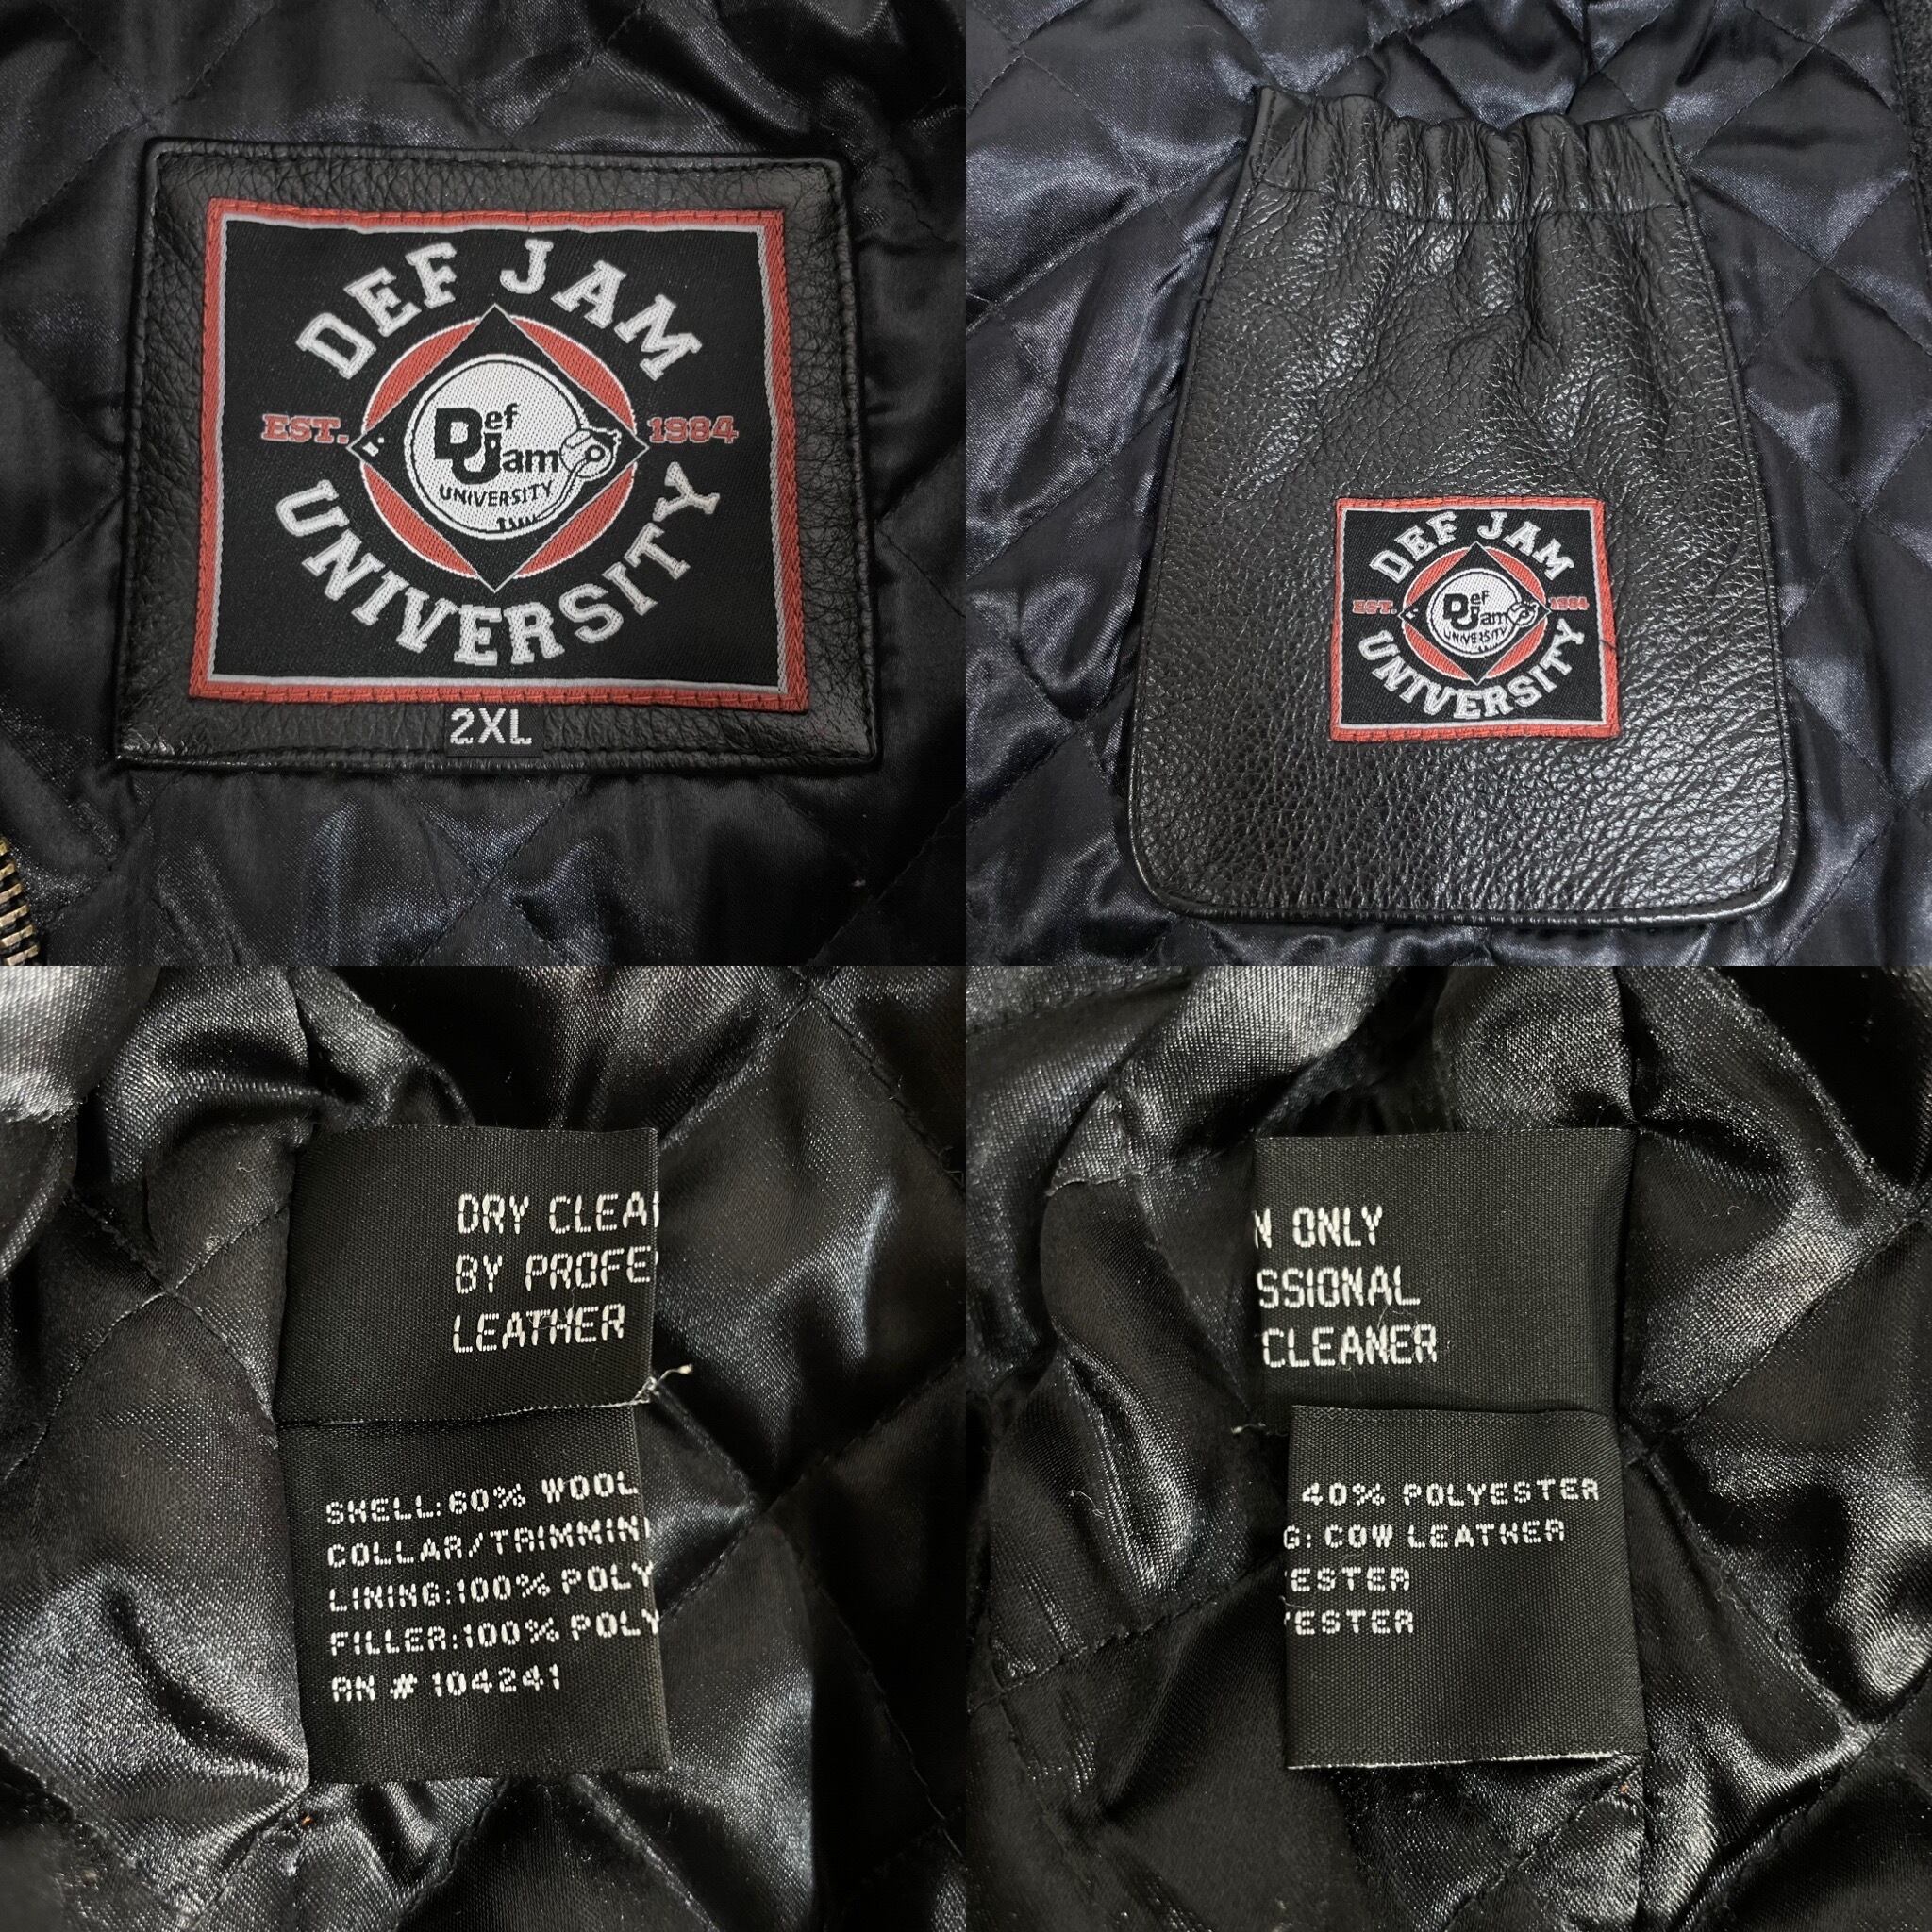 DEF JAM
EST. 1984
Def
Jam
UNIVERSITY
UNIVERSITY
2XL
DEF JAM
EST. 1984
Def
Jam
UNIVERSITY
UNIVERSITY
DRY CLEA
BY PROFE
LEATHER
SHELL:60% WOOL
COLLAR/TRIMMIN
LINING:100% POLY
FILLER:100% POLY
RN # 104241
N ONLY
SSIONAL
CLEANER
40% POLYESTER
G: COW LEATHER
ESTER
YESTER